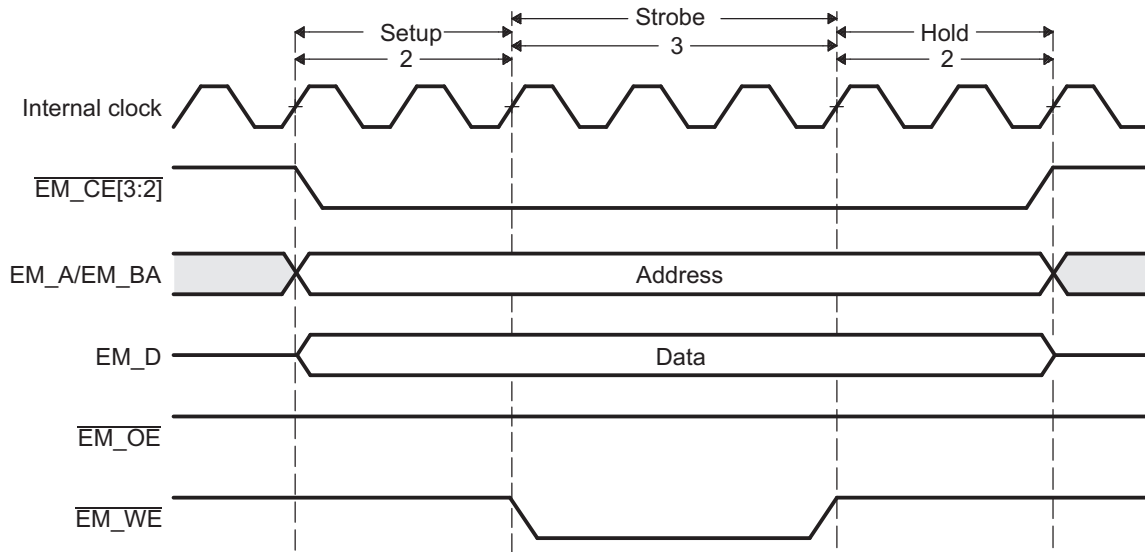 Strobe
Setup
Hold
2
3
2
Internal clock
EM_CE[3:2]
EM_A/EM_BA
Address
EM_D
Data
EM_OE
EM_WE